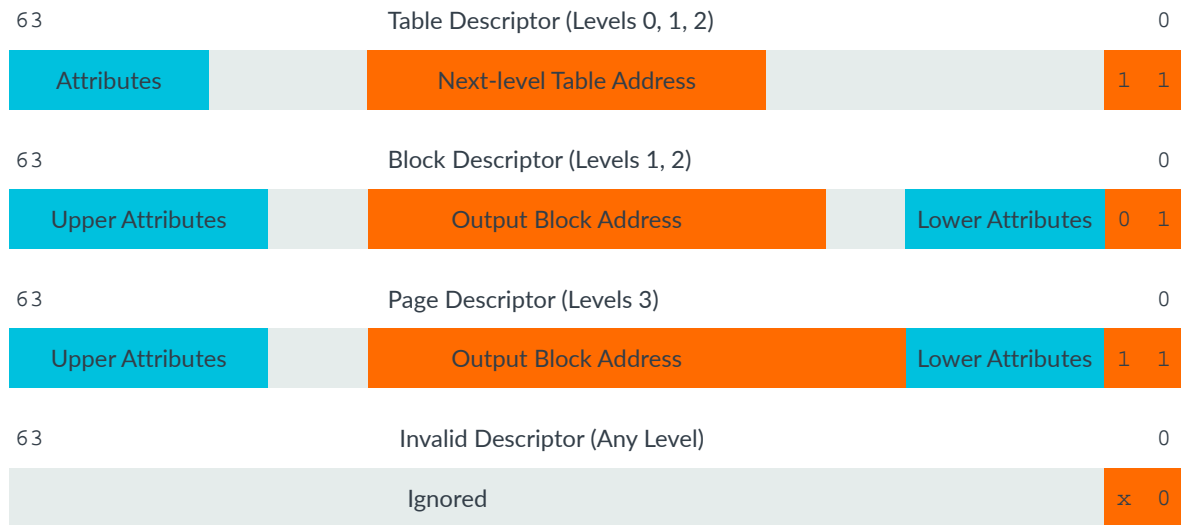 63 Table Descriptor (Levels 0, 1, 2) 0
Attributes Next-level Table Address 1 1
63 Block Descriptor (Levels 1, 2) 0
Upper Attributes Output Block Address Lower Attributes 0 1
63 Page Descriptor (Levels 3) 0
Upper Attributes Output Block Address Lower Attributes 1 1
63 Invalid Descriptor (Any Level) 0
Ignored x 0